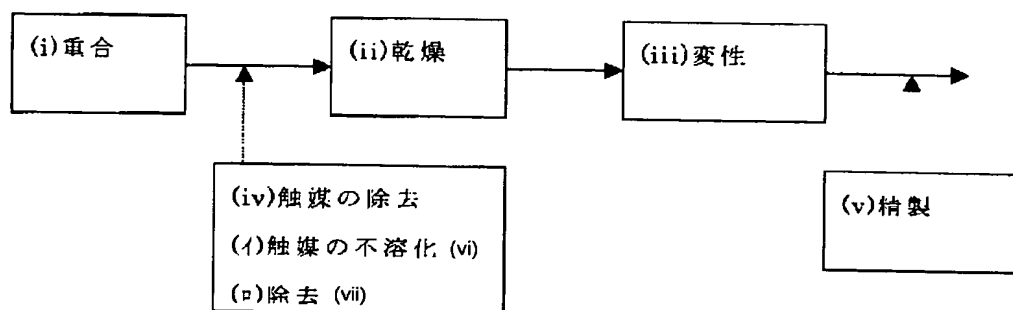 (i)重合
(ii)乾燥
(iii)変性
(iv)触媒の除去
(イ)触媒の不溶化 (vi)
(ロ)除去 (vii)
(v)精製